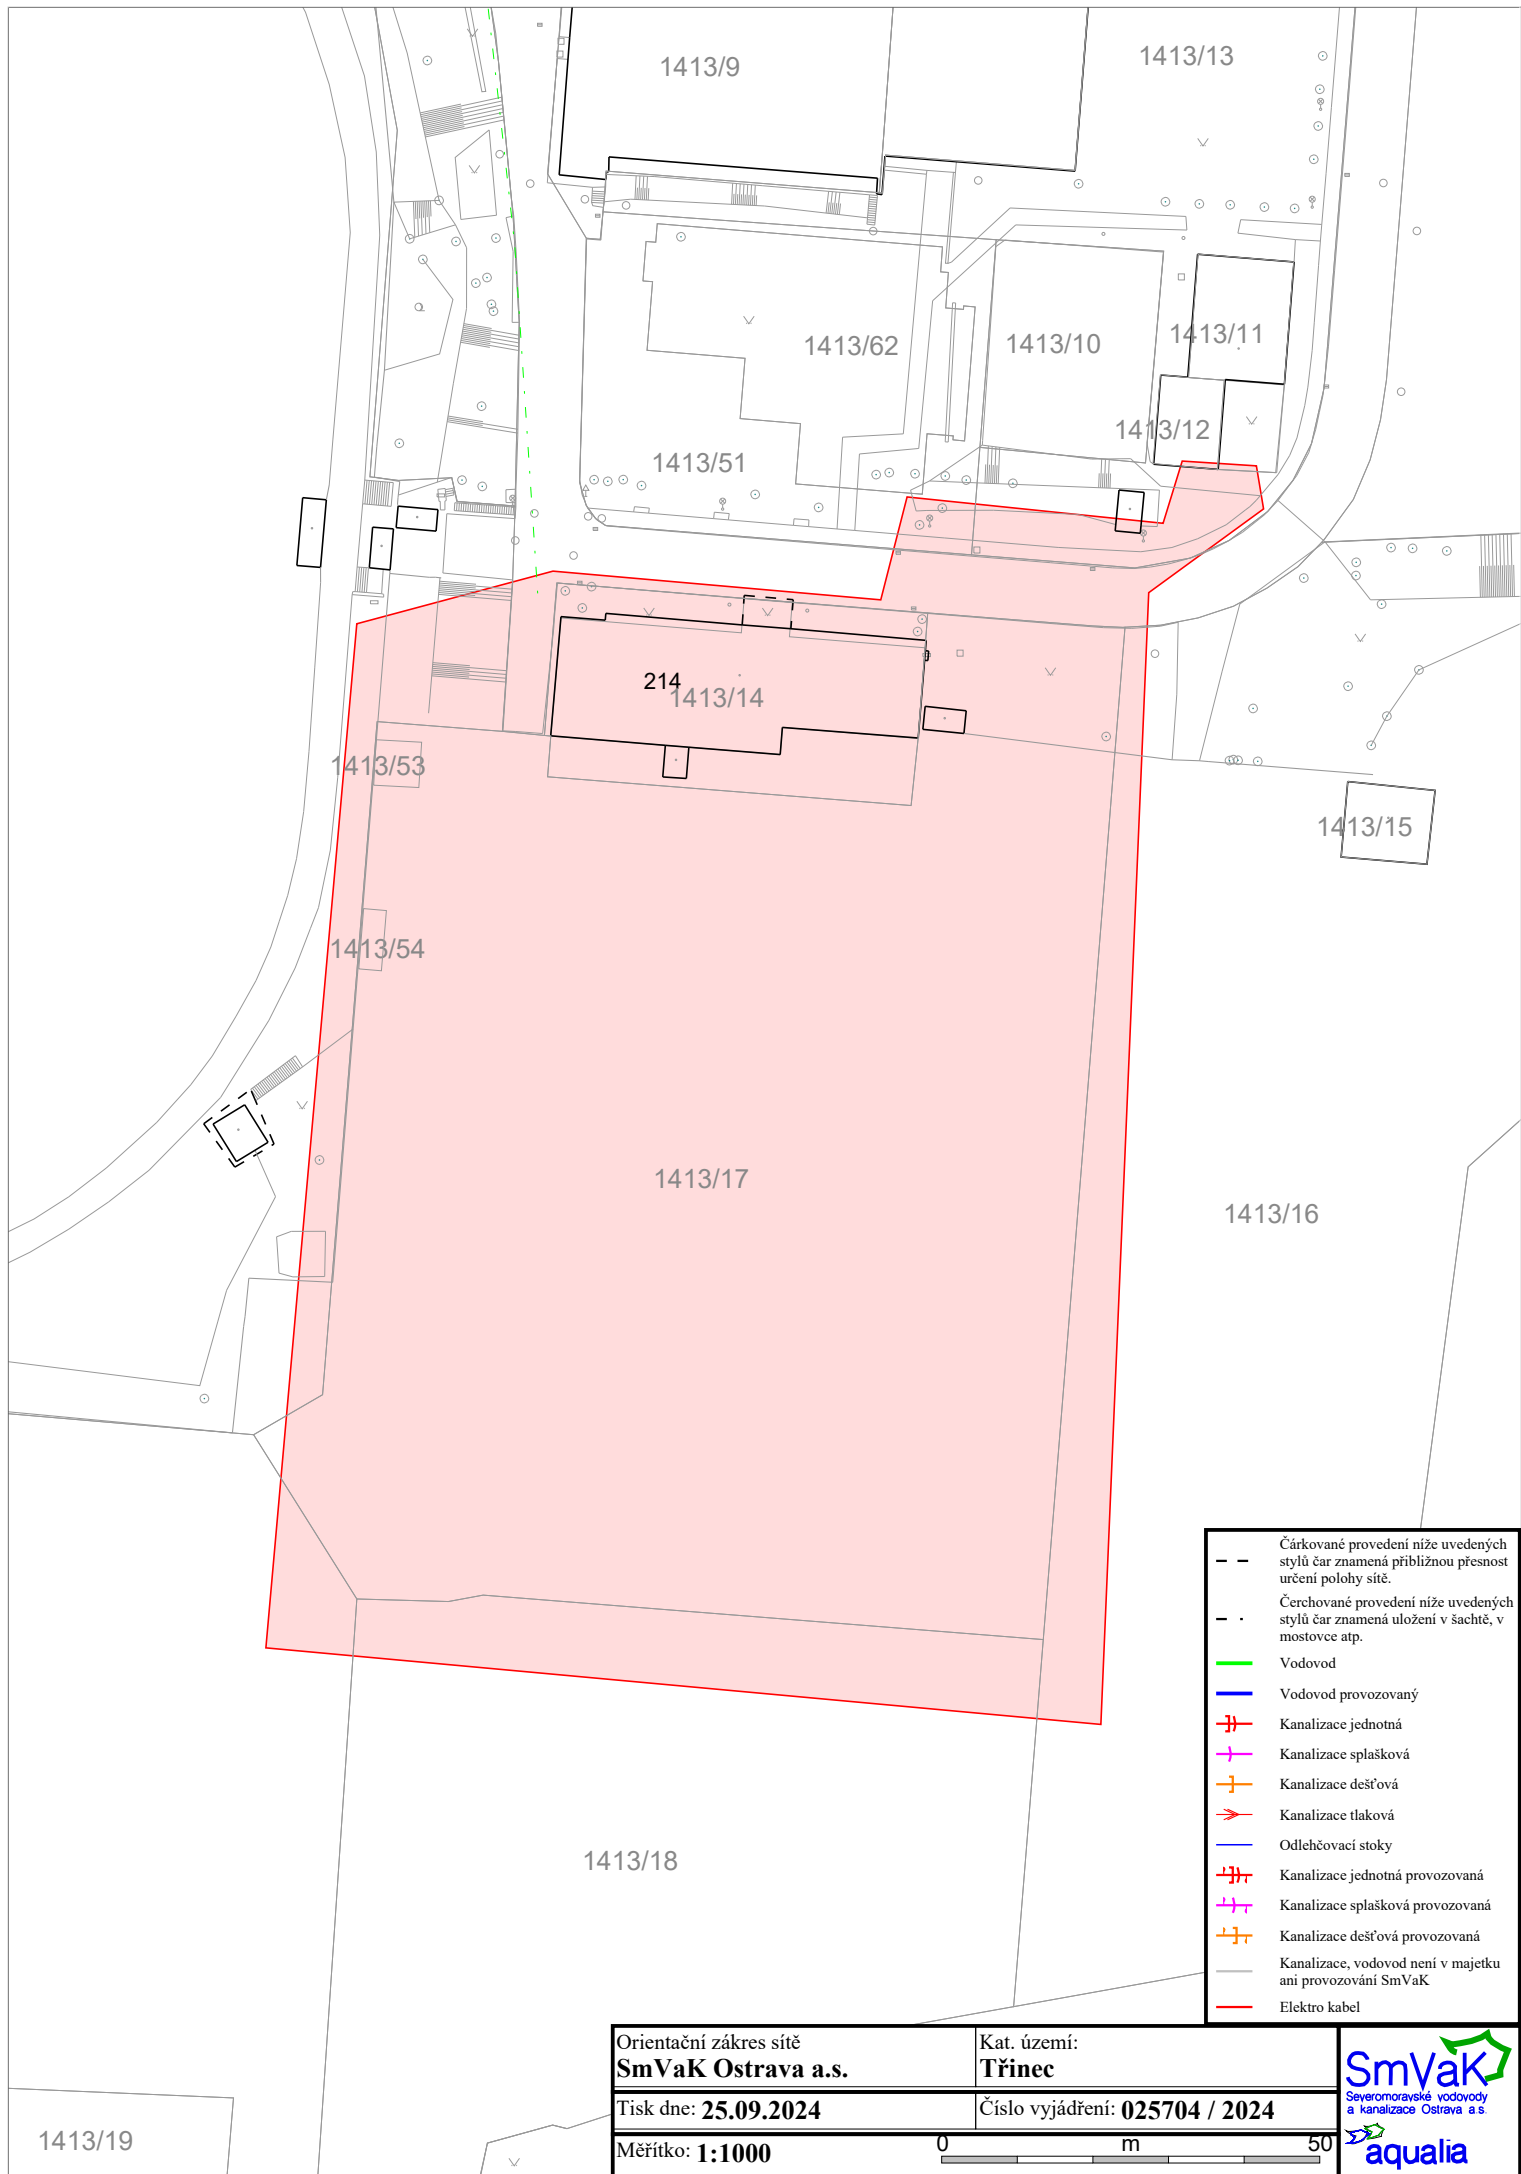 1413/9
1413/13
1413/62
1413/10
1413/11
1413/12
1413/51
214
1413/14
1413/53
1413/15
1413/54
1413/17
1413/16
1413/18
1413/19
Čárkované provedení níže uvedených
stylů čar znamená přibližnou přesnost
určení polohy sítě.
Čerchované provedení níže uvedených
stylů čar znamená uložení v šachtě, v
mostovce atp.
Vodovod
Vodovod provozovaný
Kanalizace jednotná
Kanalizace splašková
Kanalizace dešťová
Kanalizace tlaková
Odlehčovací stoky
Kanalizace jednotná provozovaná
Kanalizace splašková provozovaná
Kanalizace dešťová provozovaná
Kanalizace, vodovod není v majetku
ani provozování SmVaK
Elektro kabel
Orientační zákres sítě
SmVaK Ostrava a.s.
Kat. území:
Třinec
Tisk dne: 25.09.2024
Číslo vyjádření: 025704 / 2024
Měřítko: 1:1000
0 m 50
SmVaK
Severomoravské vodovody
a kanalizace Ostrava a.s.
aqualia